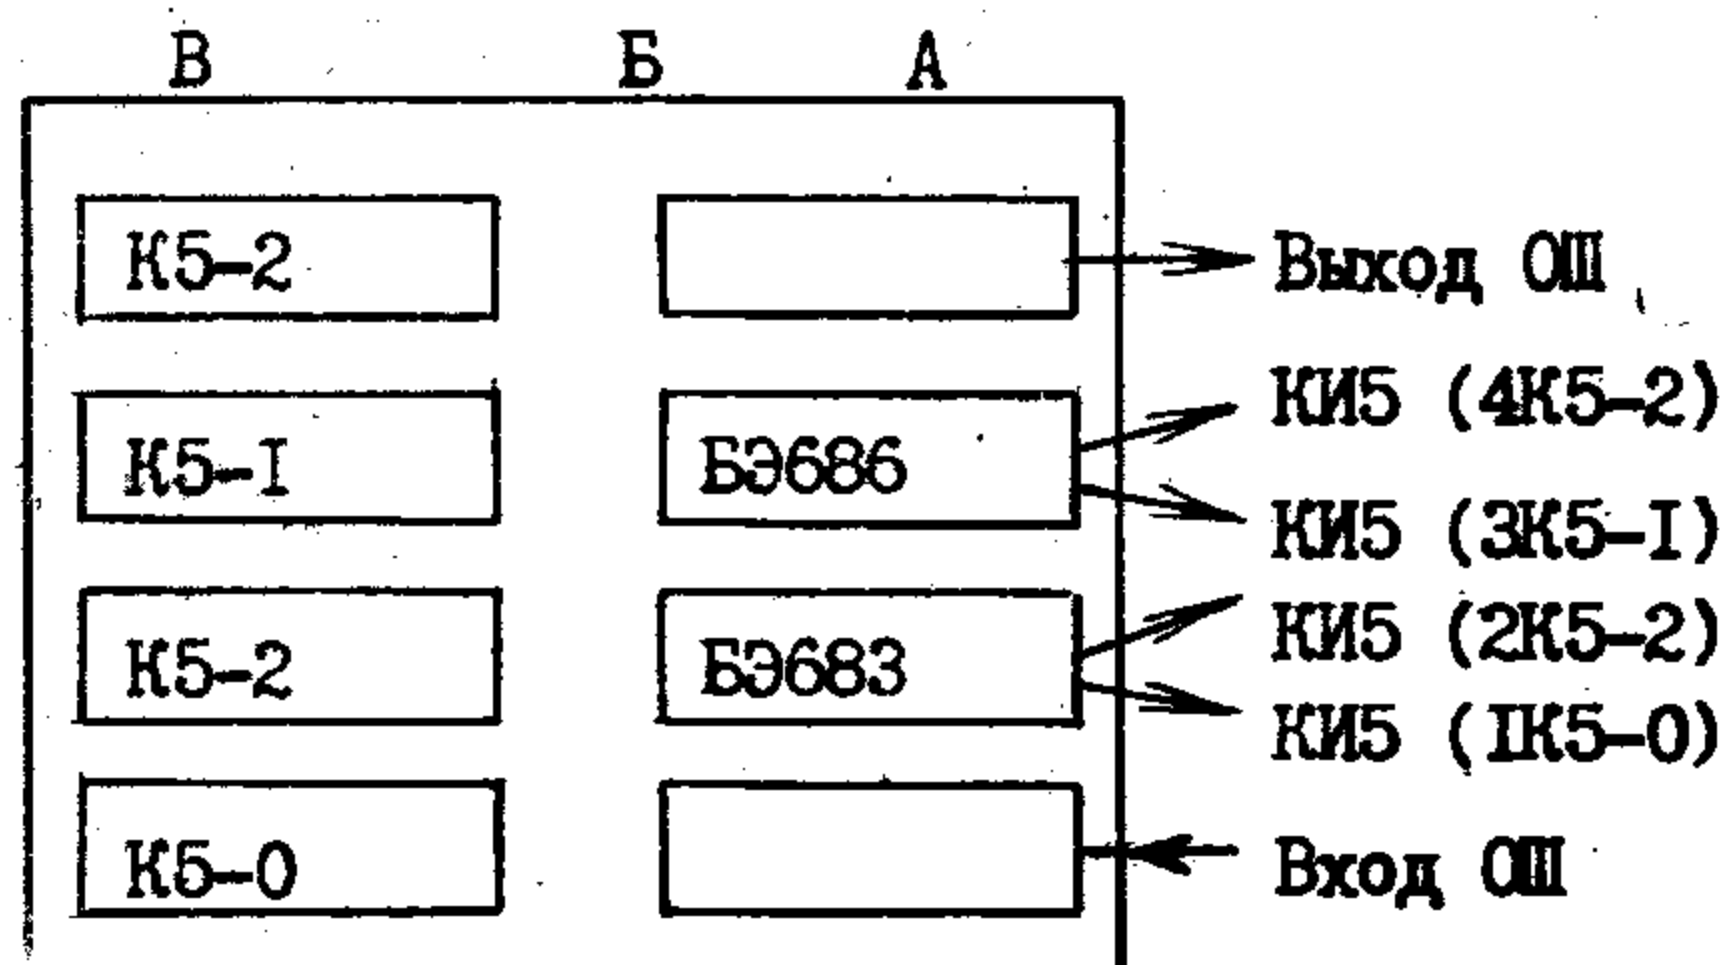 В Б А
К5-2 Выход ОШ
КИ5 (4К5-2)
К5-I БЭ686
КИ5 (3К5-I)
КИ5 (2К5-2)
К5-2 БЭ683
КИ5 (IК5-0)
К5-0 Вход ОШ